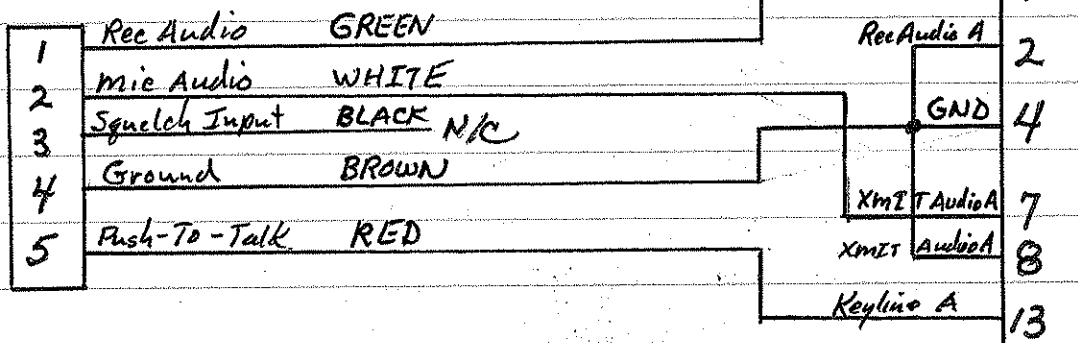 1 Rec Audio GREEN
2 Mic Audio WHITE
3 Squelch Input BLACK N/C
4 Ground BROWN
5 Push-To-Talk RED
Rec Audio A 2
GND 4
XMIT Audio A 7
XMIT Audio A 8
Keyline A 13